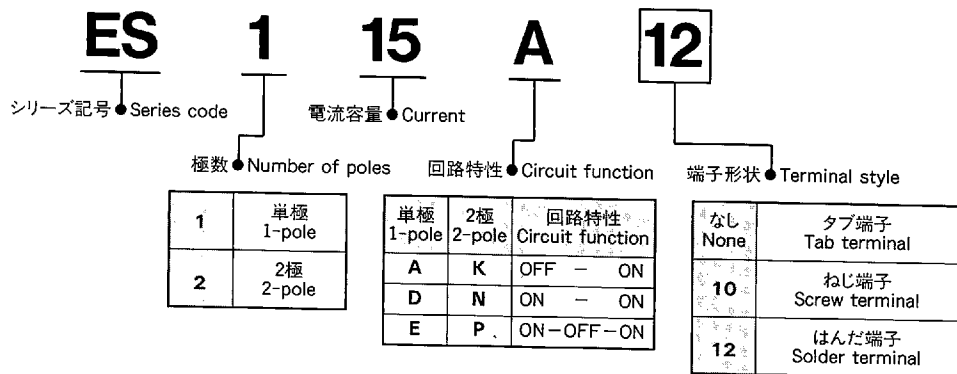 ES 1 15 A 12
シリーズ記号 ● Series code
電流容量 ● Current
極数 ● Number of poles
回路特性 ● Circuit function
端子形状 ● Terminal style
1 単極
1-pole
2 2極
2-pole
単極 2極 回路特性
1-pole 2-pole Circuit function
A K OFF － ON
D N ON － ON
E P ON－OFF－ON
なし タブ端子
None Tab terminal
10 ねじ端子
Screw terminal
12 はんだ端子
Solder terminal